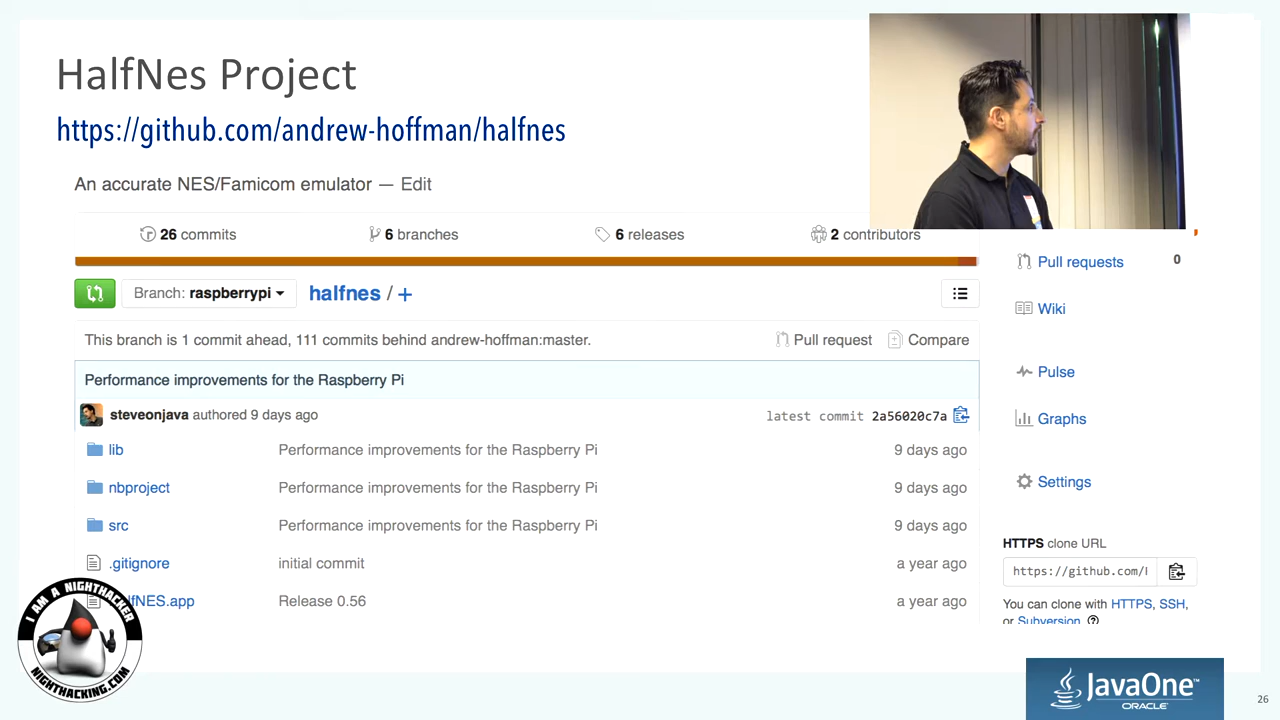 HalfNes Project
https://github.com/andrew-hoffman/halfnes
An accurate NES/Famicom emulator — Edit
26 commits
6 branches
6 releases
2 contributors
Branch: raspberrypi
halfnes / +
This branch is 1 commit ahead, 111 commits behind andrew-hoffman:master.
Pull request
Compare
Performance improvements for the Raspberry Pi
steveonjava authored 9 days ago
latest commit 2a56020c7a
lib Performance improvements for the Raspberry Pi 9 days ago
nbproject Performance improvements for the Raspberry Pi 9 days ago
src Performance improvements for the Raspberry Pi 9 days ago
.gitignore initial commit a year ago
lfNES.app Release 0.56 a year ago
Pull requests 0
Wiki
Pulse
Graphs
Settings
HTTPS clone URL
https://github.com/
You can clone with HTTPS, SSH,
or Subversion.
I AM A NIGHTHACKER
NIGHTHACKING.COM
JavaOne™
ORACLE
26